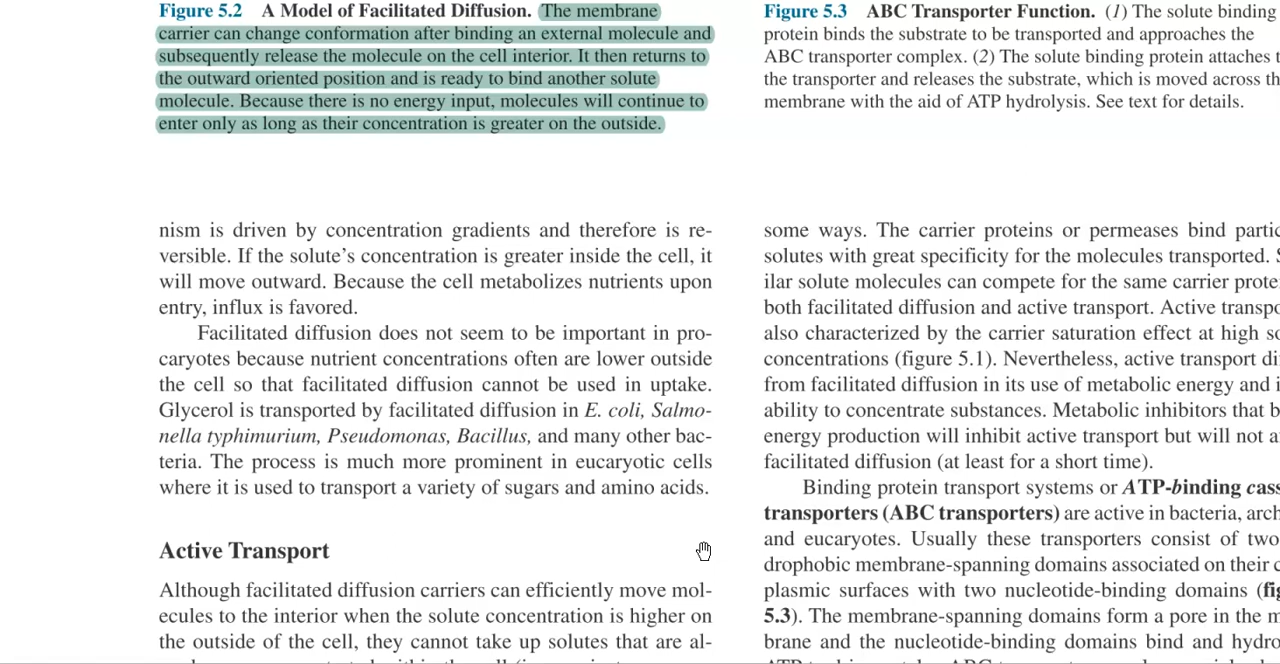 Figure 5.2 A Model of Facilitated Diffusion. The membrane
carrier can change conformation after binding an external molecule and
subsequently release the molecule on the cell interior. It then returns to
the outward oriented position and is ready to bind another solute
molecule. Because there is no energy input, molecules will continue to
enter only as long as their concentration is greater on the outside.
nism is driven by concentration gradients and therefore is re-
versible. If the solute's concentration is greater inside the cell, it
will move outward. Because the cell metabolizes nutrients upon
entry, influx is favored.
Facilitated diffusion does not seem to be important in pro-
caryotes because nutrient concentrations often are lower outside
the cell so that facilitated diffusion cannot be used in uptake.
Glycerol is transported by facilitated diffusion in E. coli, Salmo-
nella typhimurium, Pseudomonas, Bacillus, and many other bac-
teria. The process is much more prominent in eucaryotic cells
where it is used to transport a variety of sugars and amino acids.
Active Transport
Although facilitated diffusion carriers can efficiently move mol-
ecules to the interior when the solute concentration is higher on
the outside of the cell, they cannot take up solutes that are al-
Figure 5.3 ABC Transporter Function. (1) The solute binding
protein binds the substrate to be transported and approaches the
ABC transporter complex. (2) The solute binding protein attaches t
the transporter and releases the substrate, which is moved across th
membrane with the aid of ATP hydrolysis. See text for details.
some ways. The carrier proteins or permeases bind partic
solutes with great specificity for the molecules transported. S
ilar solute molecules can compete for the same carrier prote
both facilitated diffusion and active transport. Active transpo
also characterized by the carrier saturation effect at high so
concentrations (figure 5.1). Nevertheless, active transport di
from facilitated diffusion in its use of metabolic energy and i
ability to concentrate substances. Metabolic inhibitors that b
energy production will inhibit active transport but will not a
facilitated diffusion (at least for a short time).
Binding protein transport systems or ATP-binding cass
transporters (ABC transporters) are active in bacteria, arch
and eucaryotes. Usually these transporters consist of two
drophobic membrane-spanning domains associated on their c
plasmic surfaces with two nucleotide-binding domains (fig
5.3). The membrane-spanning domains form a pore in the m
brane and the nucleotide-binding domains bind and hydro